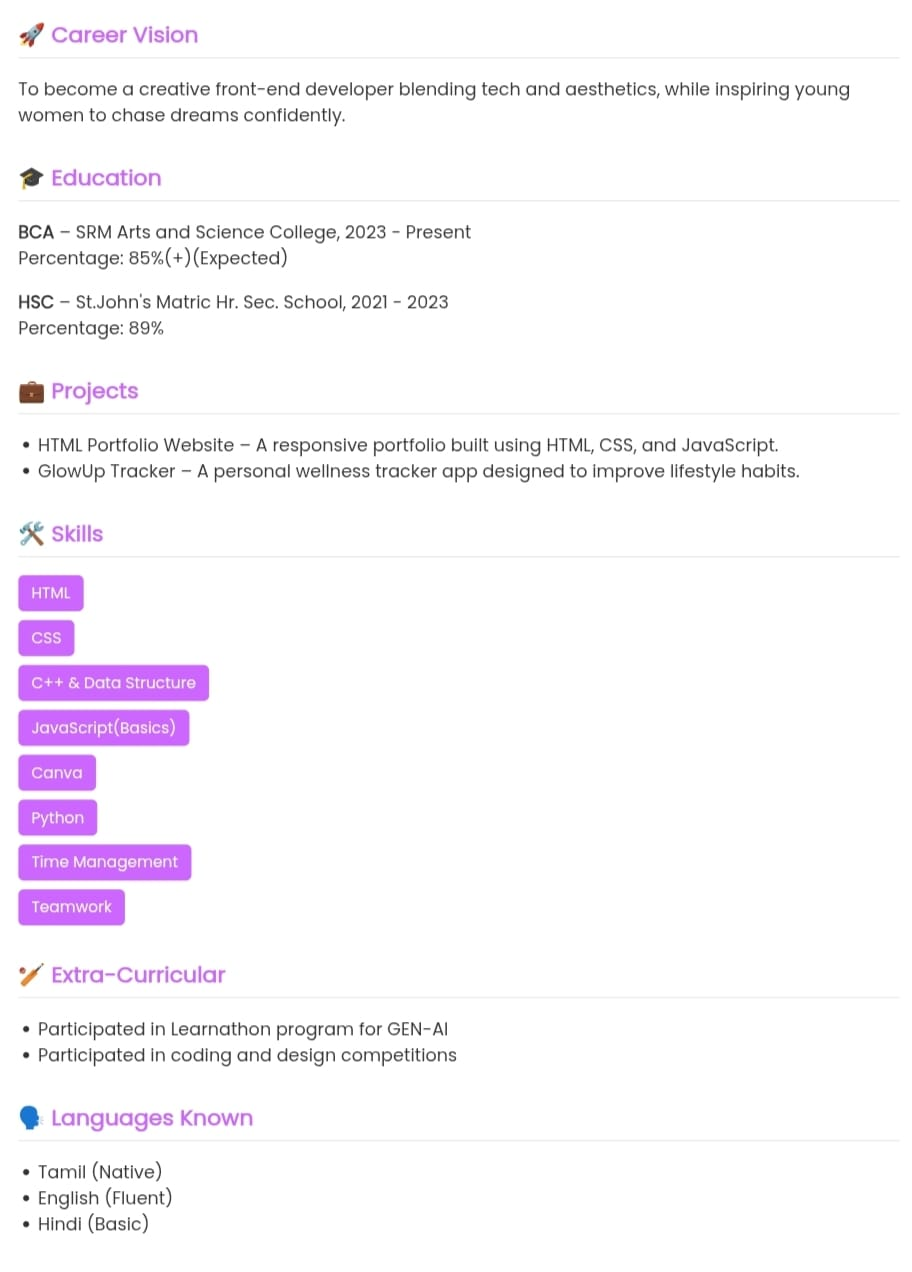 Career Vision
To become a creative front-end developer blending tech and aesthetics, while inspiring young
women to chase dreams confidently.
Education
BCA – SRM Arts and Science College, 2023 - Present
Percentage: 85%(+)(Expected)
HSC – St.John's Matric Hr. Sec. School, 2021 - 2023
Percentage: 89%
Projects
• HTML Portfolio Website – A responsive portfolio built using HTML, CSS, and JavaScript.
• GlowUp Tracker – A personal wellness tracker app designed to improve lifestyle habits.
Skills
HTML
CSS
C++ & Data Structure
JavaScript(Basics)
Canva
Python
Time Management
Teamwork
Extra-Curricular
• Participated in Learnathon program for GEN-AI
• Participated in coding and design competitions
Languages Known
• Tamil (Native)
• English (Fluent)
• Hindi (Basic)